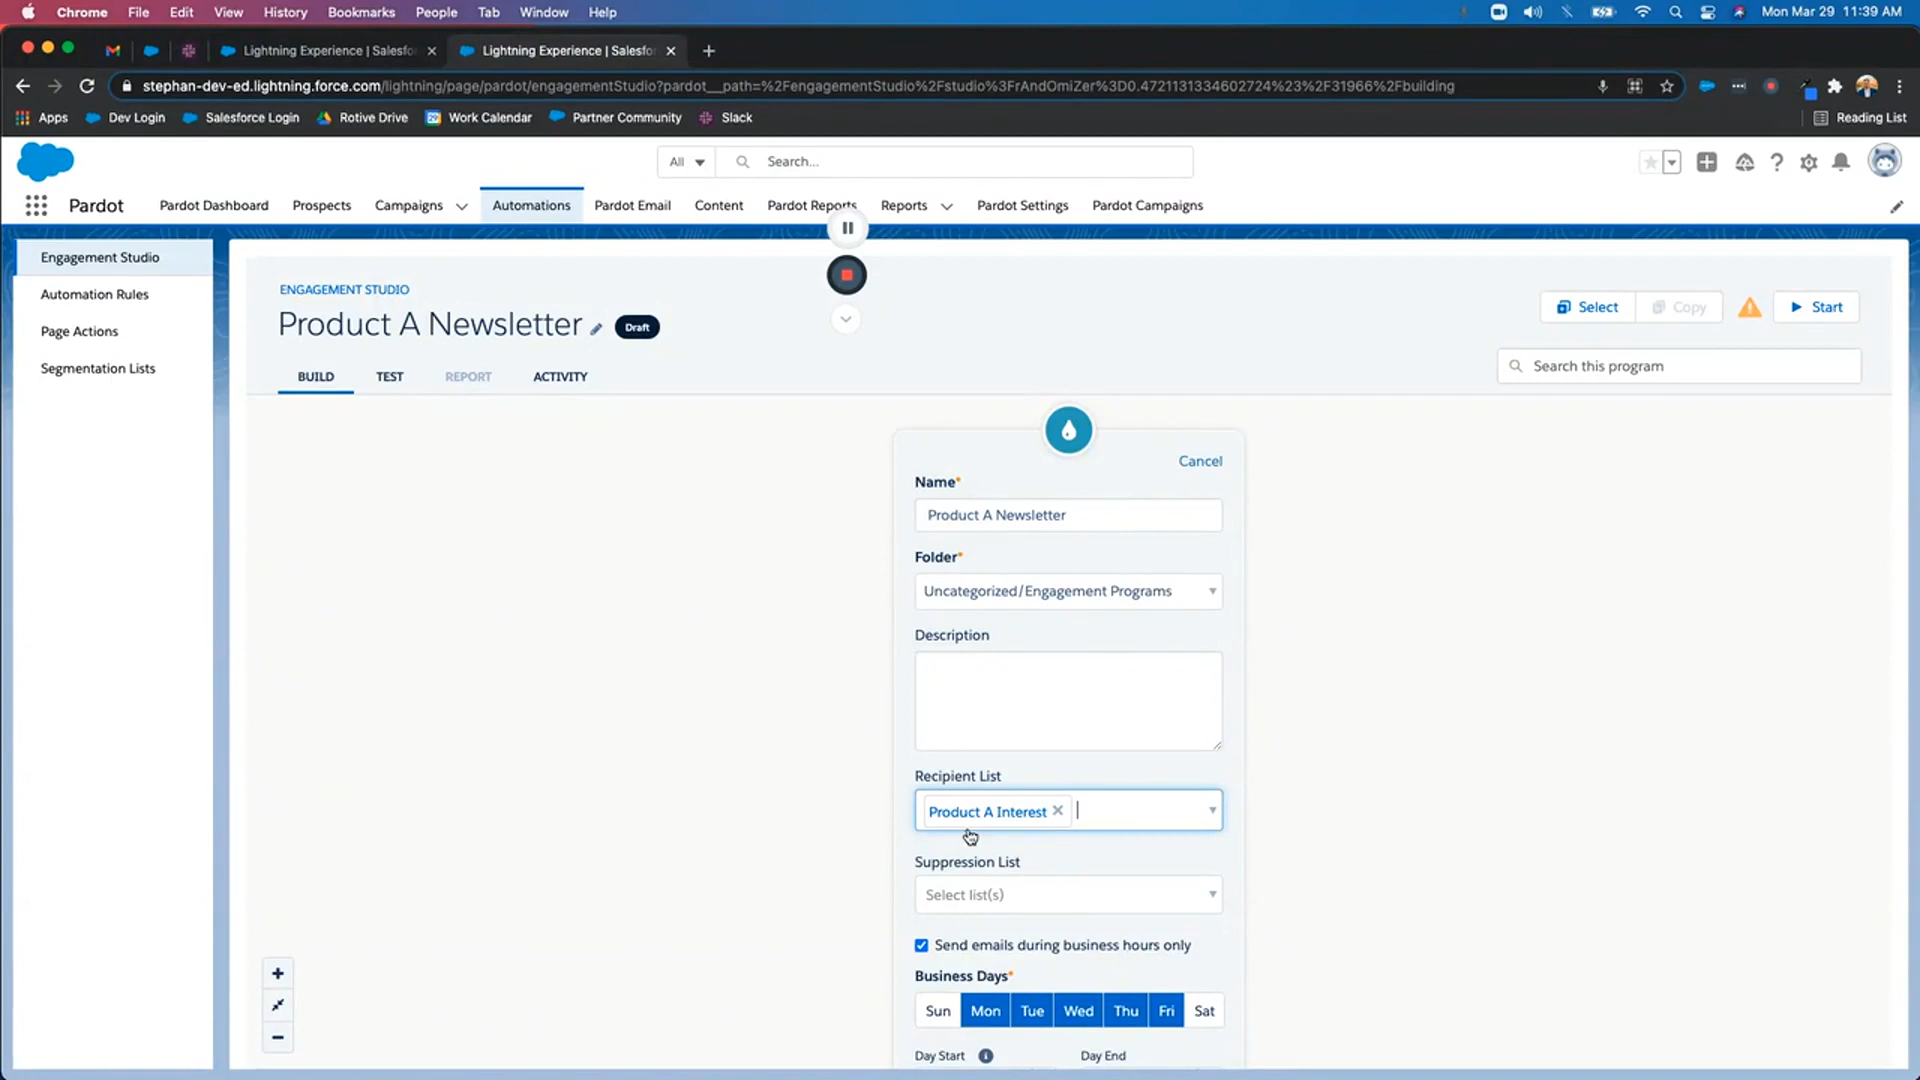 Chrome File Edit View History Bookmarks People Tab Window Help Mon Mar 29 11:39 AM
Lightning Experience | Salesfo Lightning Experience | Salesfo
stephan-dev-ed.lightning.force.com/lightning/page/pardot/engagementStudio?pardot__path=%2FengagementStudio%2Fstudio%3FrAndOmiZer%3D0.4721131334602724%23%2F31966%2Fbuilding
Apps Dev Login Salesforce Login Rotive Drive Work Calendar Partner Community Slack Reading List
All Search...
Pardot Pardot Dashboard Prospects Campaigns Automations Pardot Email Content Pardot Reports Reports Pardot Settings Pardot Campaigns
Engagement Studio
Automation Rules
Page Actions
Segmentation Lists
ENGAGEMENT STUDIO
Product A Newsletter Draft
Select Copy Start
BUILD TEST REPORT ACTIVITY
Search this program
Cancel
Name*
Product A Newsletter
Folder*
Uncategorized/Engagement Programs
Description
Recipient List
Product A Interest
Suppression List
Select list(s)
Send emails during business hours only
Business Days*
Sun Mon Tue Wed Thu Fri Sat
Day Start Day End